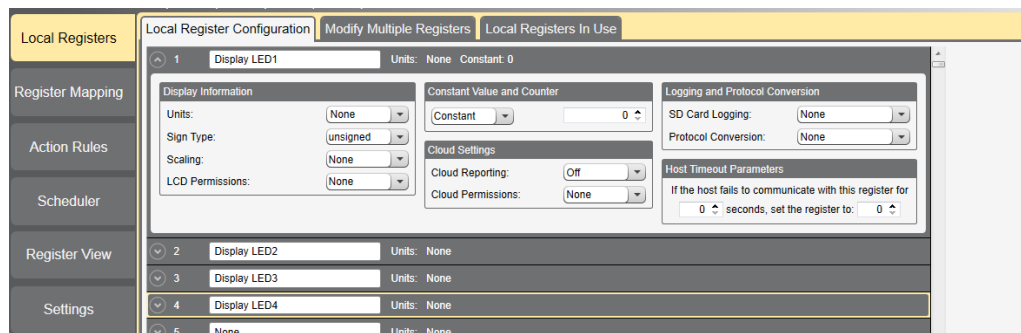 Local Registers
Register Mapping
Action Rules
Scheduler
Register View
Settings
Local Register Configuration Modify Multiple Registers Local Registers In Use
1 Display LED1 Units: None Constant: 0
Display Information
Units: None
Sign Type: unsigned
Scaling: None
LCD Permissions: None
Constant Value and Counter
Constant 0
Cloud Settings
Cloud Reporting: Off
Cloud Permissions: None
Logging and Protocol Conversion
SD Card Logging: None
Protocol Conversion: None
Host Timeout Parameters
If the host fails to communicate with this register for
0 seconds, set the register to: 0
2 Display LED2 Units: None
3 Display LED3 Units: None
4 Display LED4 Units: None
5 None Units: None